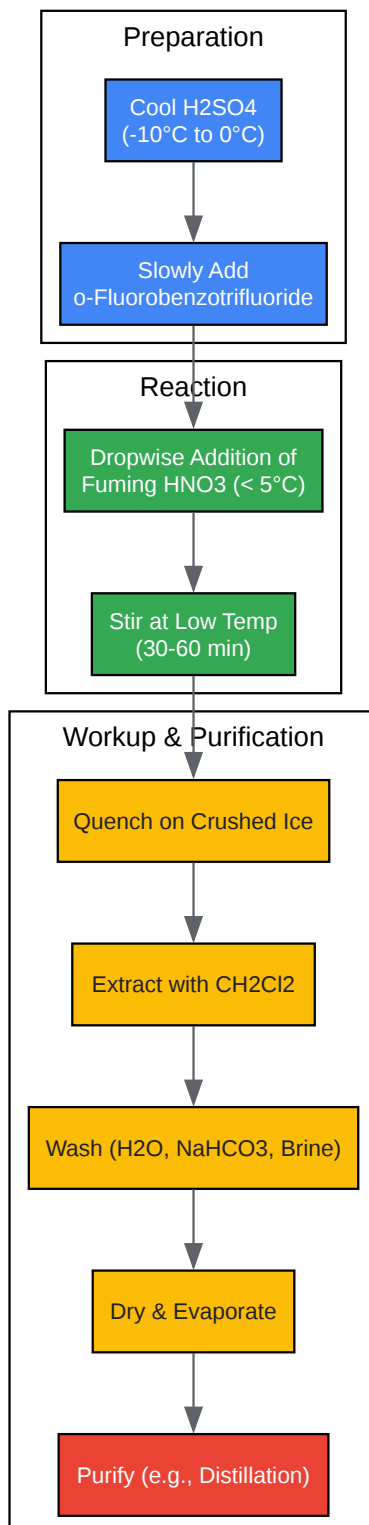 Preparation
Cool H2SO4
(-10°C to 0°C)
Slowly Add
o-Fluorobenzotrifluoride
Reaction
Dropwise Addition of
Fuming HNO3 (< 5°C)
Stir at Low Temp
(30-60 min)
Workup & Purification
Quench on Crushed Ice
Extract with CH2Cl2
Wash (H2O, NaHCO3, Brine)
Dry & Evaporate
Purify (e.g., Distillation)